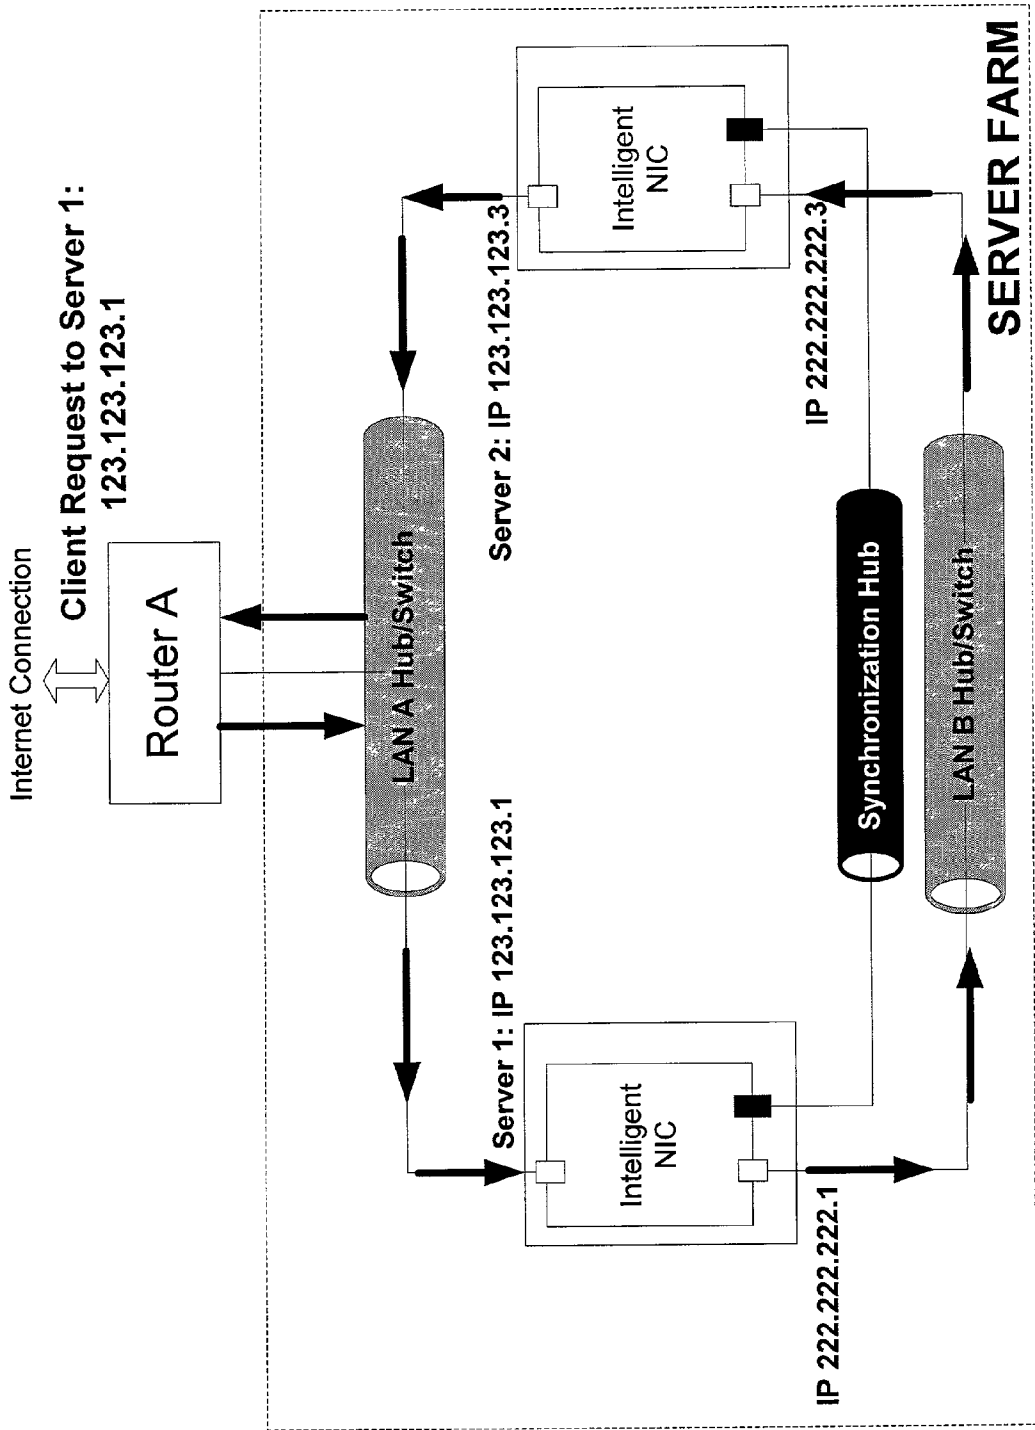 Internet Connection
Client Request to Server 1:
123.123.123.1
Router A
LAN A Hub/Switch
Server 1: IP 123.123.123.1
Server 2: IP 123.123.123.3
Intelligent
NIC
Intelligent
NIC
IP 222.222.222.1
IP 222.222.222.3
Synchronization Hub
LAN B Hub/Switch
SERVER FARM